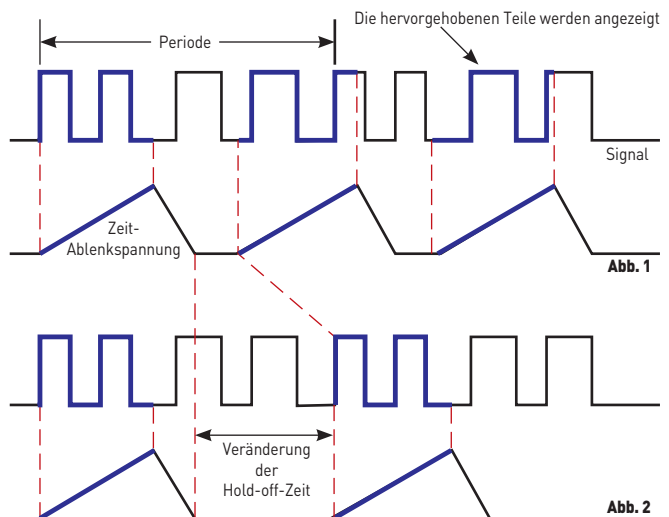 Die hervorgehobenen Teile werden angezeigt
Periode
Signal
Zeit-
Ablenkspannung
Abb. 1
Veränderung
der
Hold-off-Zeit
Abb. 2